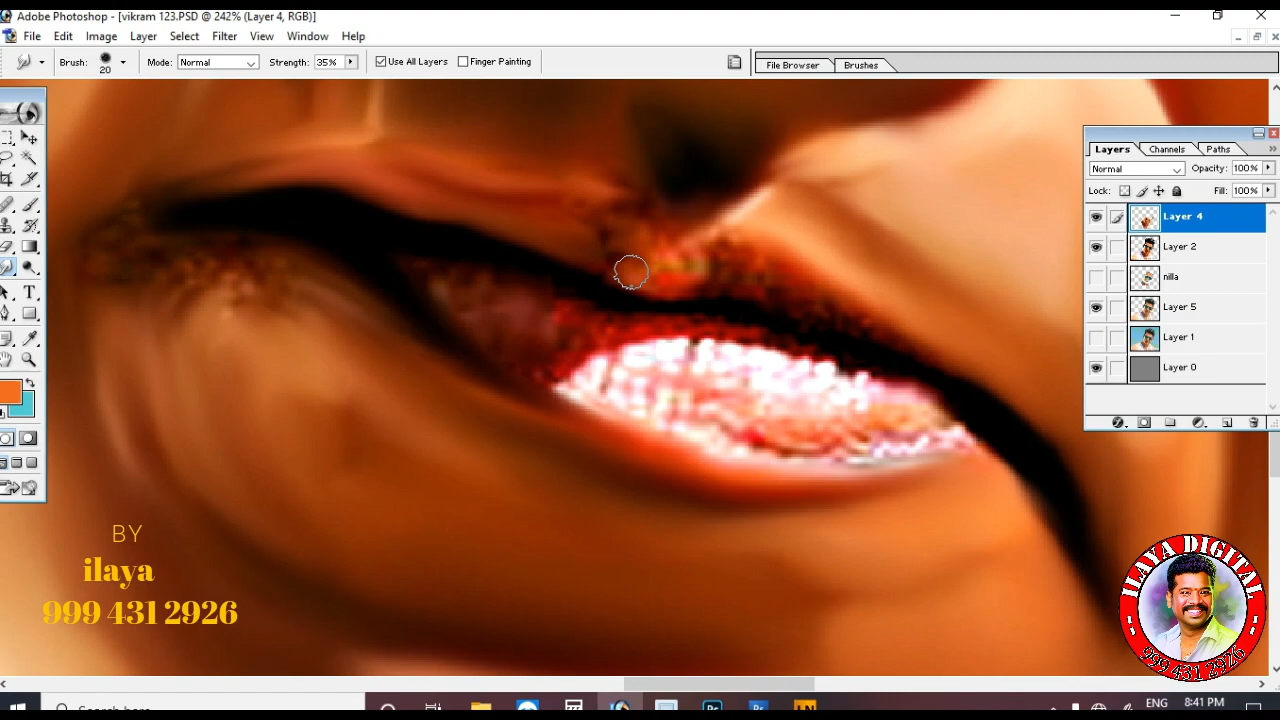 Adobe Photoshop - [vikram 123.PSD @ 242% (Layer 4, RGB)]
File Edit Image Layer Select Filter View Window Help
Brush: 20 Mode: Normal Strength: 35% Use All Layers Finger Painting File Browser Brushes
Layers Channels Paths
Normal Opacity: 100%
Lock: Fill: 100%
Layer 4
Layer 2
nilla
Layer 5
Layer 1
Layer 0
BY
ilaya
999 431 2926
ILAYA DIGITAL
999 431 2926
Search here
ENG 8:41 PM